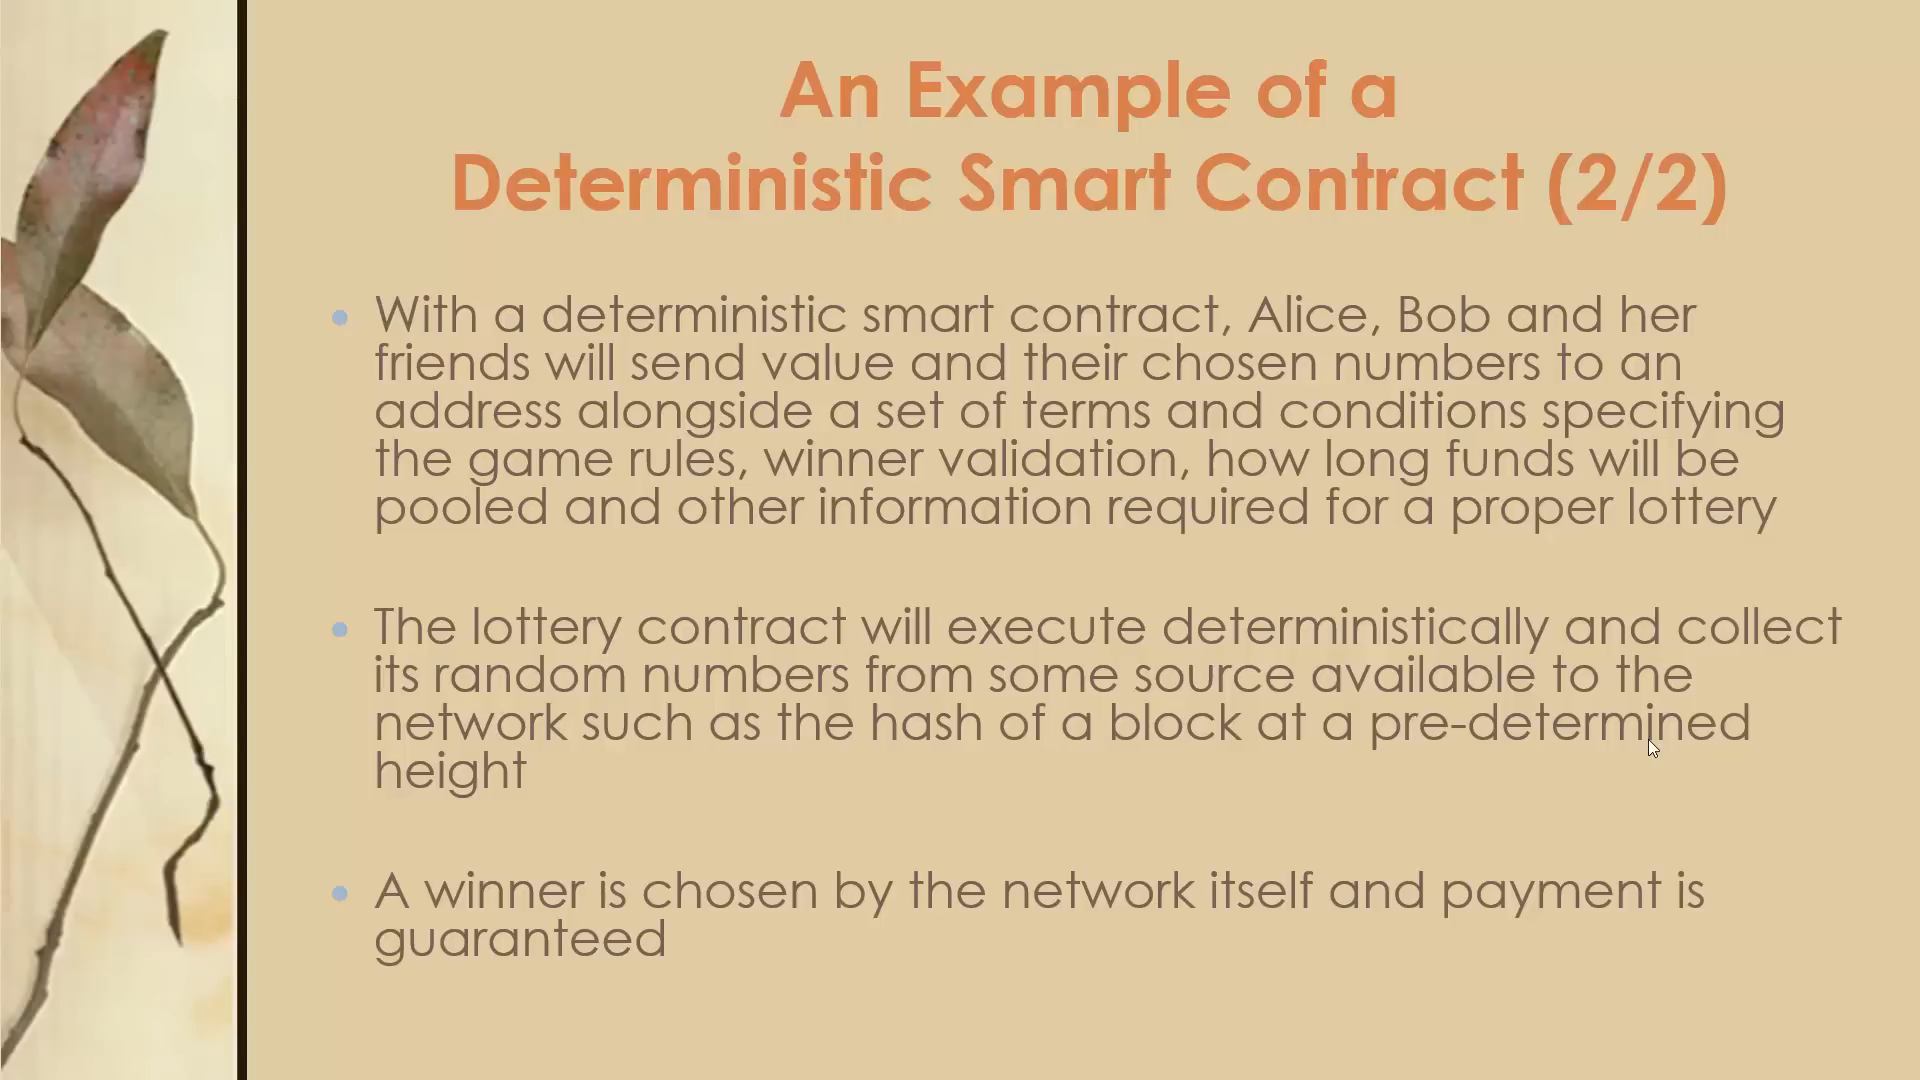 An Example of a
Deterministic Smart Contract (2/2)
• With a deterministic smart contract, Alice, Bob and her
friends will send value and their chosen numbers to an
address alongside a set of terms and conditions specifying
the game rules, winner validation, how long funds will be
pooled and other information required for a proper lottery
• The lottery contract will execute deterministically and collect
its random numbers from some source available to the
network such as the hash of a block at a pre-determined
height
• A winner is chosen by the network itself and payment is
guaranteed